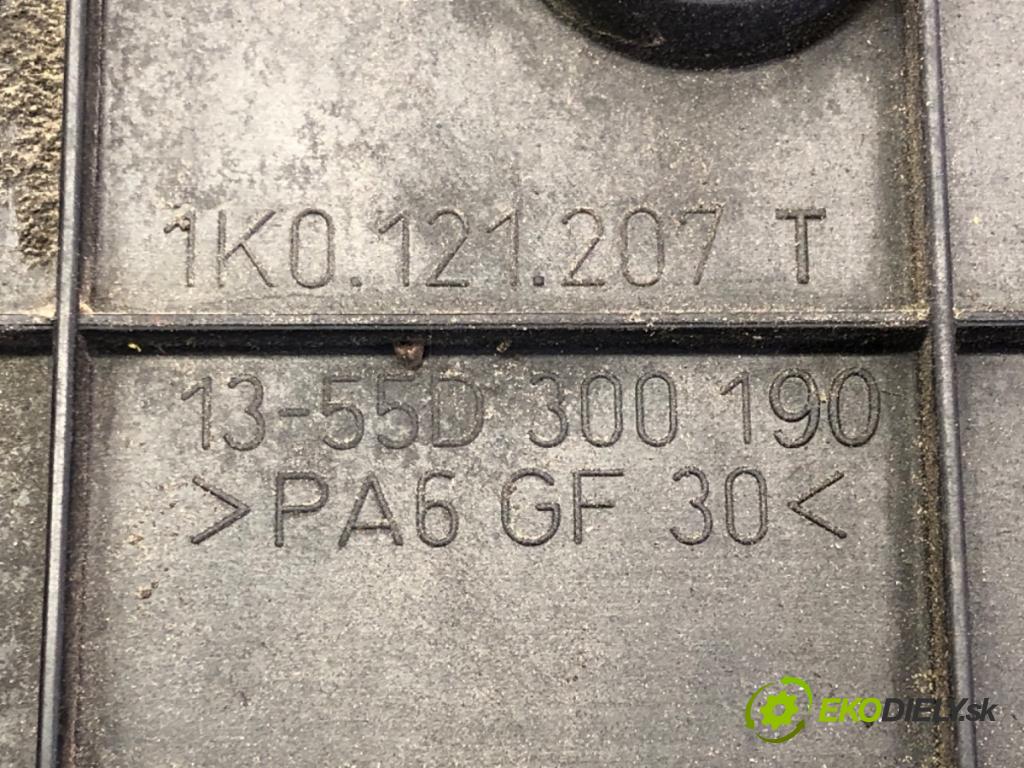 1K0.121.207 T
13-55D 300 190
>PA6 GF 30<
EKODIELY.sk